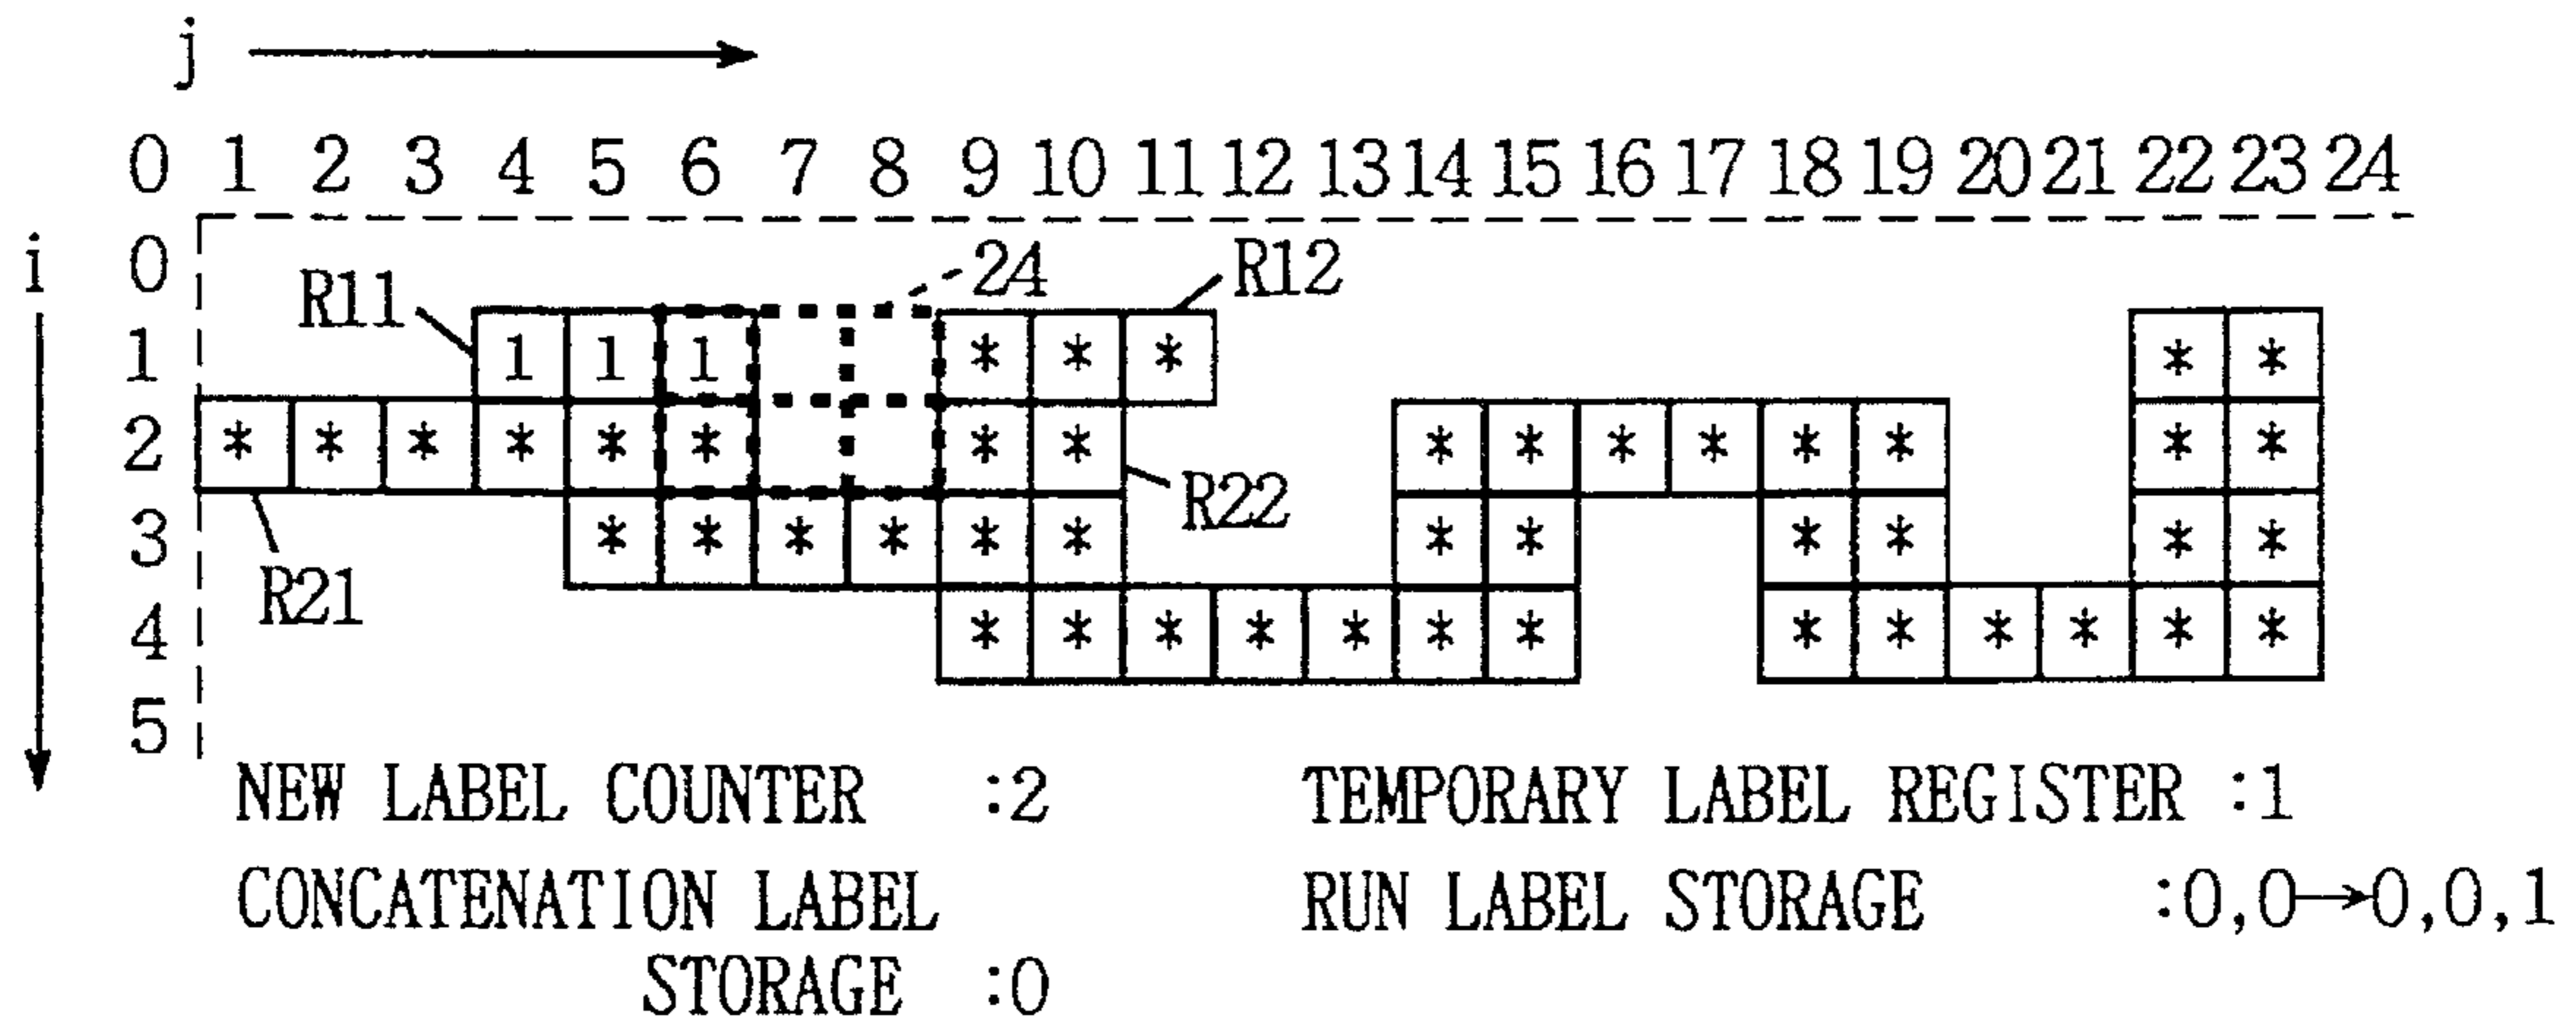 j
0 1 2 3 4 5 6 7 8 9 10 11 12 13 14 15 16 17 18 19 20 21 22 23 24
i 0 24 R12
R11
1 1 1 1 * * * * *
2 * * * * * * * * * * * * * * * *
R22
3 * * * * * * * * * * * *
R21
4 * * * * * * * * * * * * *
5
NEW LABEL COUNTER :2 TEMPORARY LABEL REGISTER :1
CONCATENATION LABEL RUN LABEL STORAGE :0,0→0,0,1
STORAGE :0